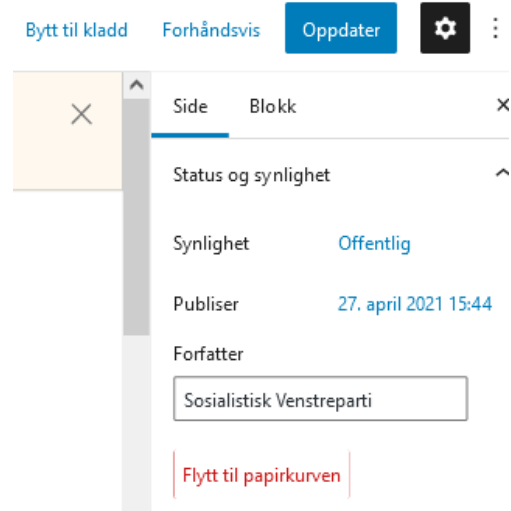 Bytt til kladd Forhåndsvis Oppdater
Side Blokk
Status og synlighet
Synlighet Offentlig
Publiser 27. april 2021 15:44
Forfatter
Sosialistisk Venstreparti
Flytt til papirkurven